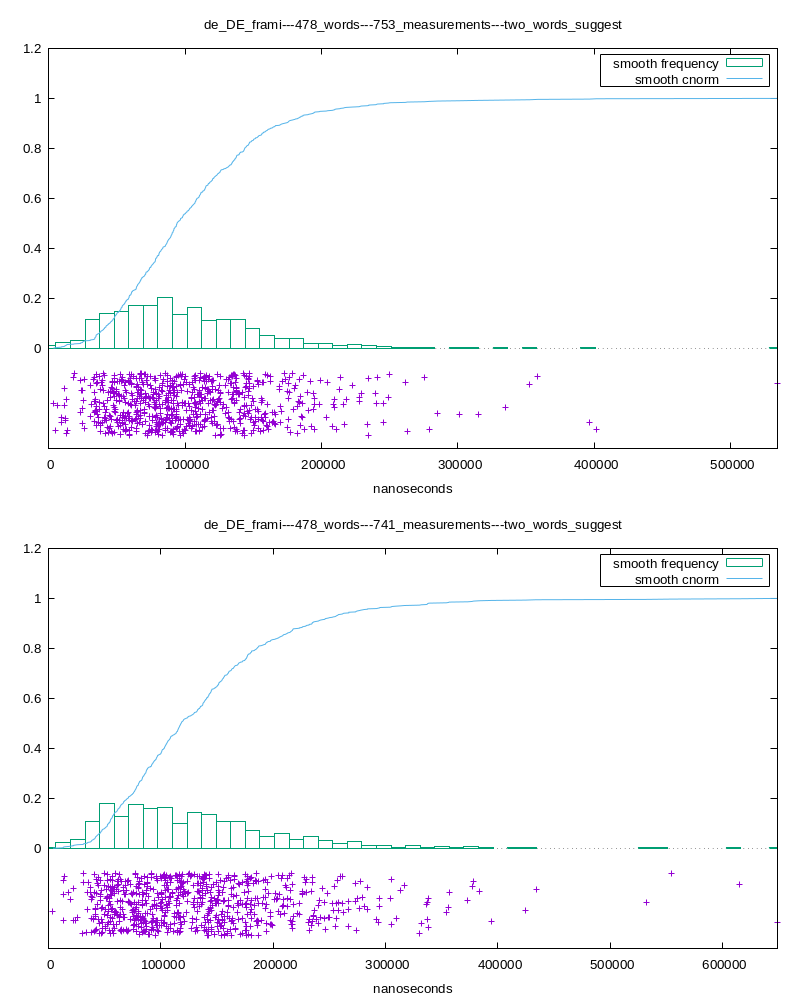 de_DE_frami---478_words---753_measurements---two_words_suggest
1.2
smooth frequency
smooth cnorm
1
0.8
0.6
0.4
0.2
0
0 100000 200000 300000 400000 500000
nanoseconds
de_DE_frami---478_words---741_measurements---two_words_suggest
1.2
smooth frequency
smooth cnorm
1
0.8
0.6
0.4
0.2
0
0 100000 200000 300000 400000 500000 600000
nanoseconds